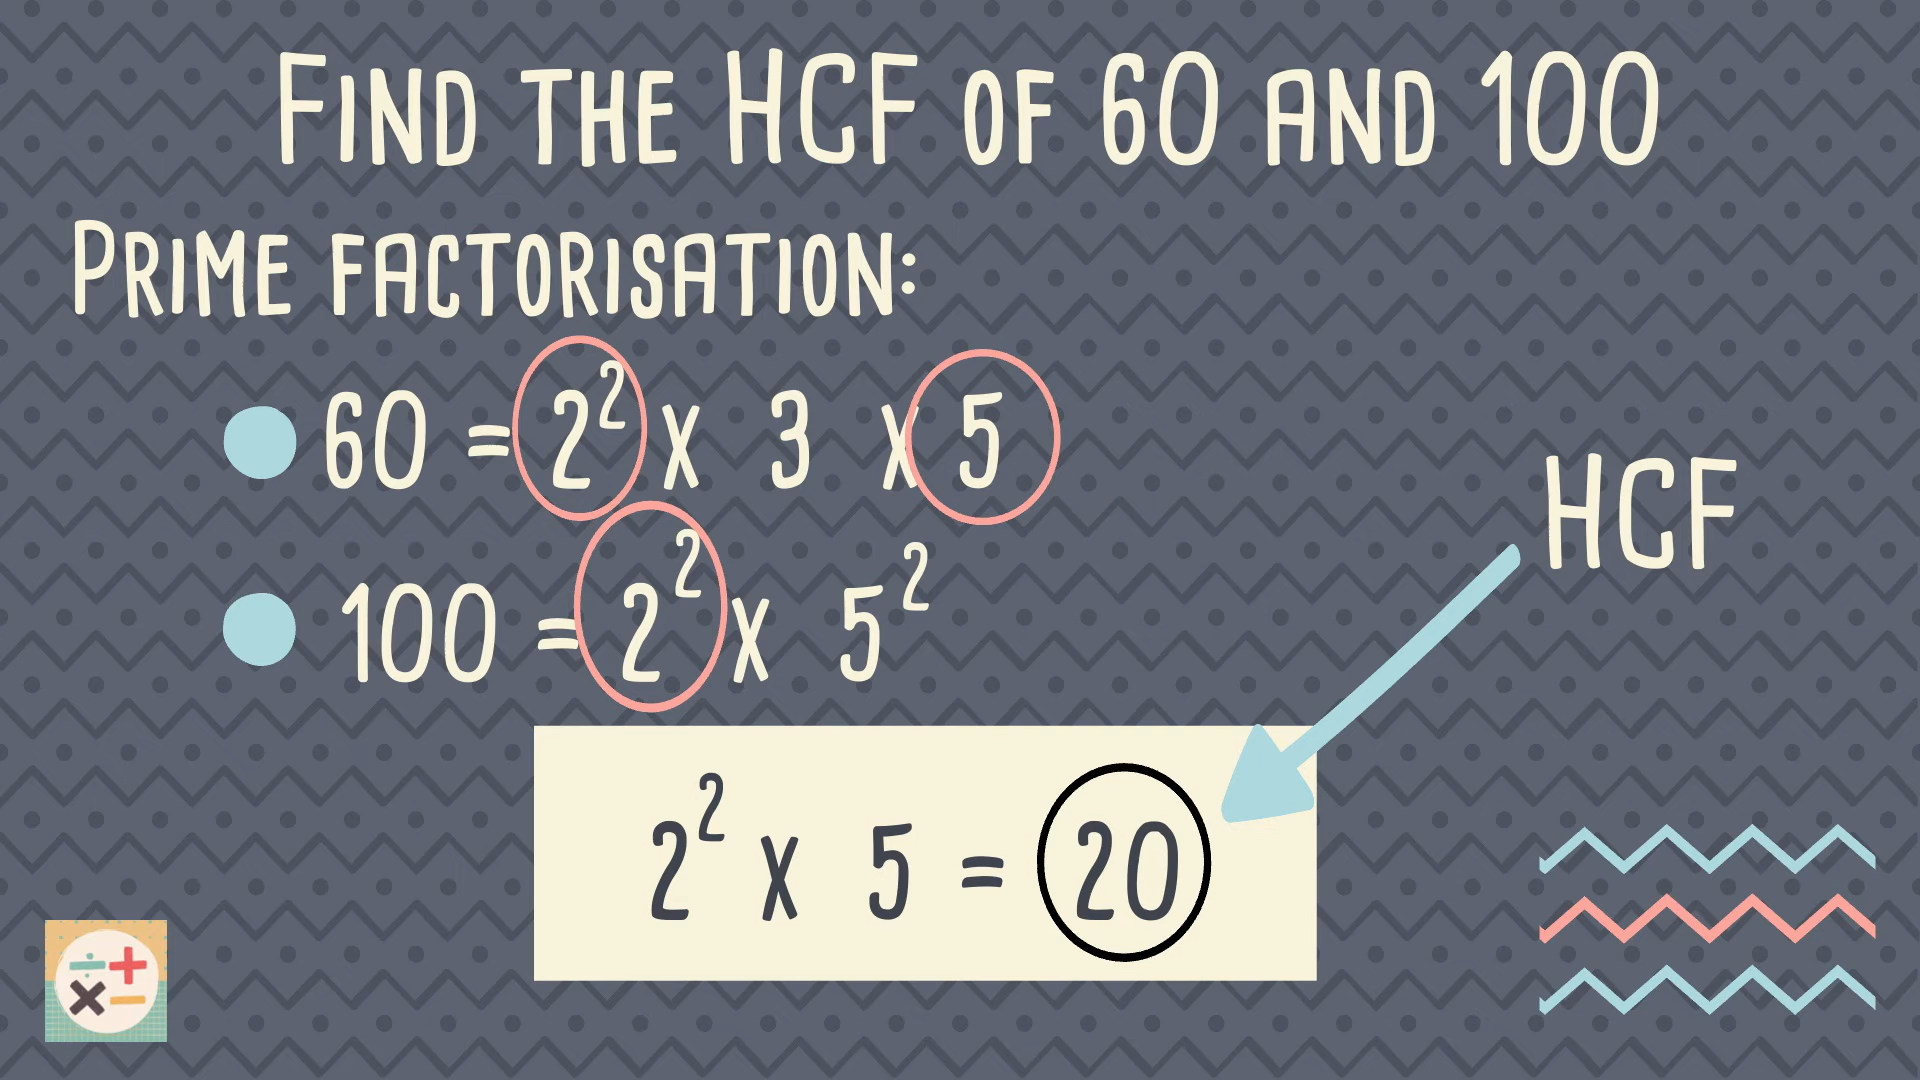 FIND THE HCF OF 60 AND 100
PRIME FACTORISATION:
60 = 2² x 3 x 5
100 = 2² x 5²
HCF
2² x 5 = 20